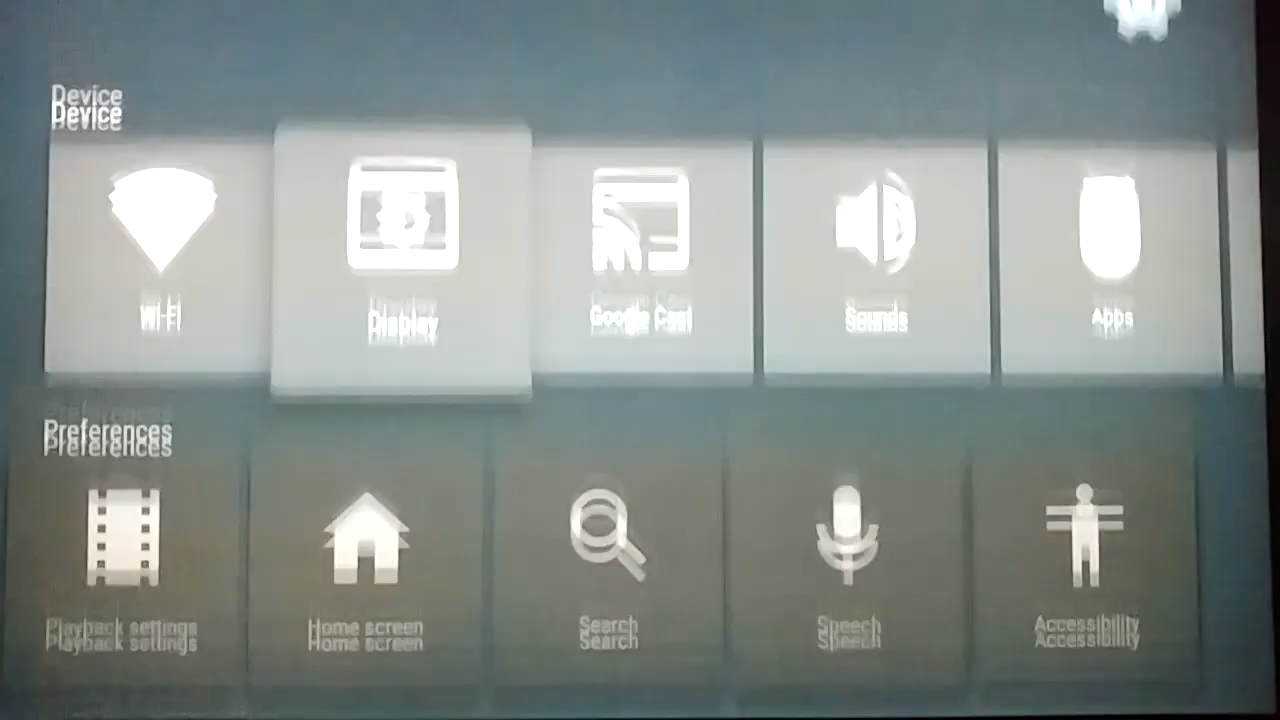 Device
Wi-Fi
Display
Google Cast
Sounds
Apps
Preferences
Playback settings
Home screen
Search
Speech
Accessibility